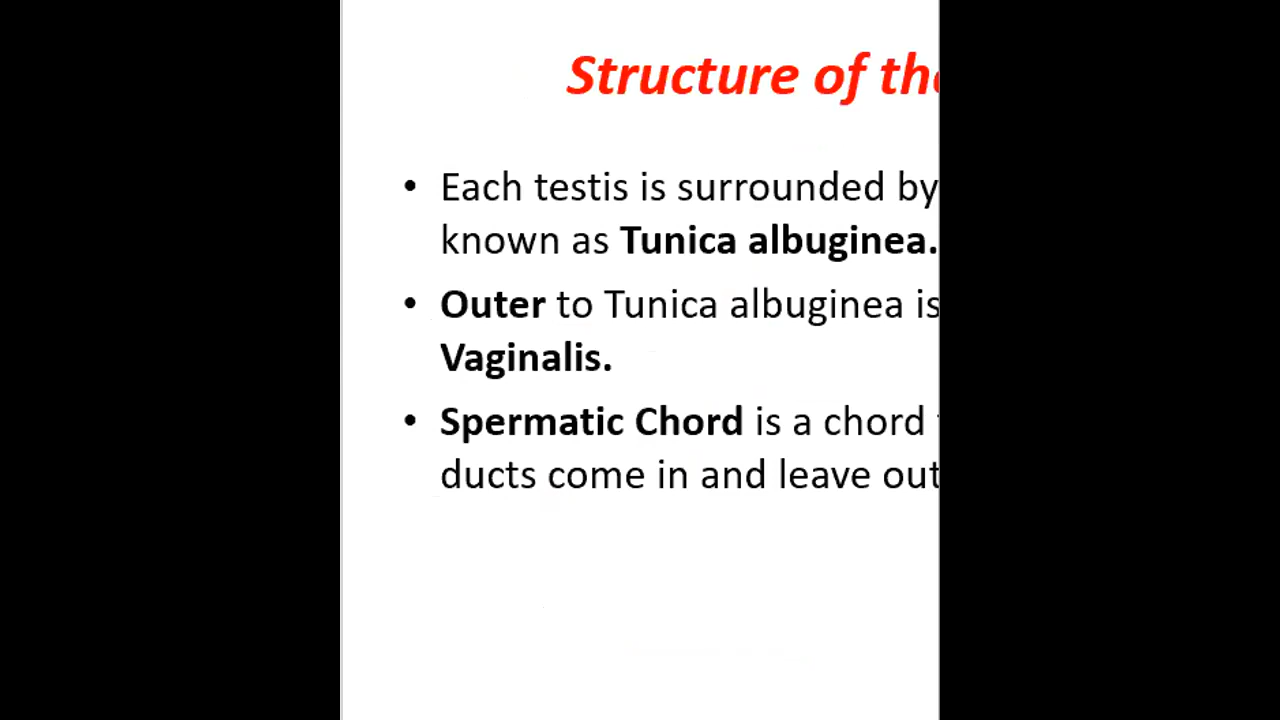 Structure of the
• Each testis is surrounded by
known as Tunica albuginea.
• Outer to Tunica albuginea is
Vaginalis.
• Spermatic Chord is a chord
ducts come in and leave out